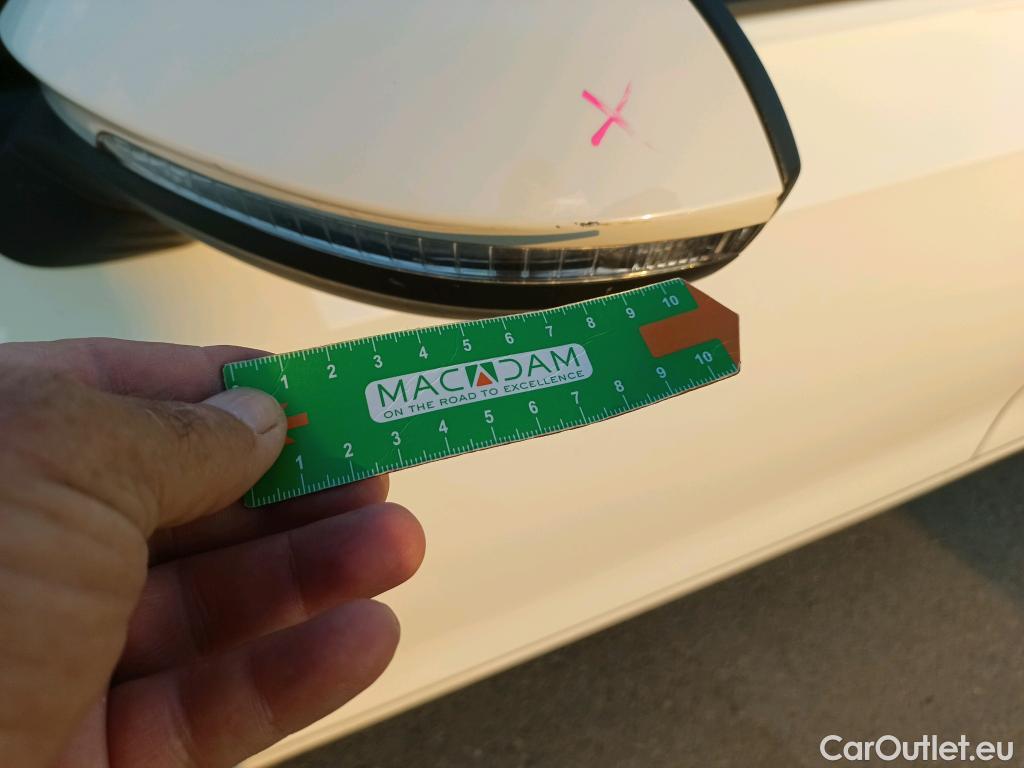 1 2 3 4 5 6 7 8 9 10
MACADAM
ON THE ROAD TO EXCELLENCE
1 2 3 4 5 6 7 8 9 10
CarOutlet.eu